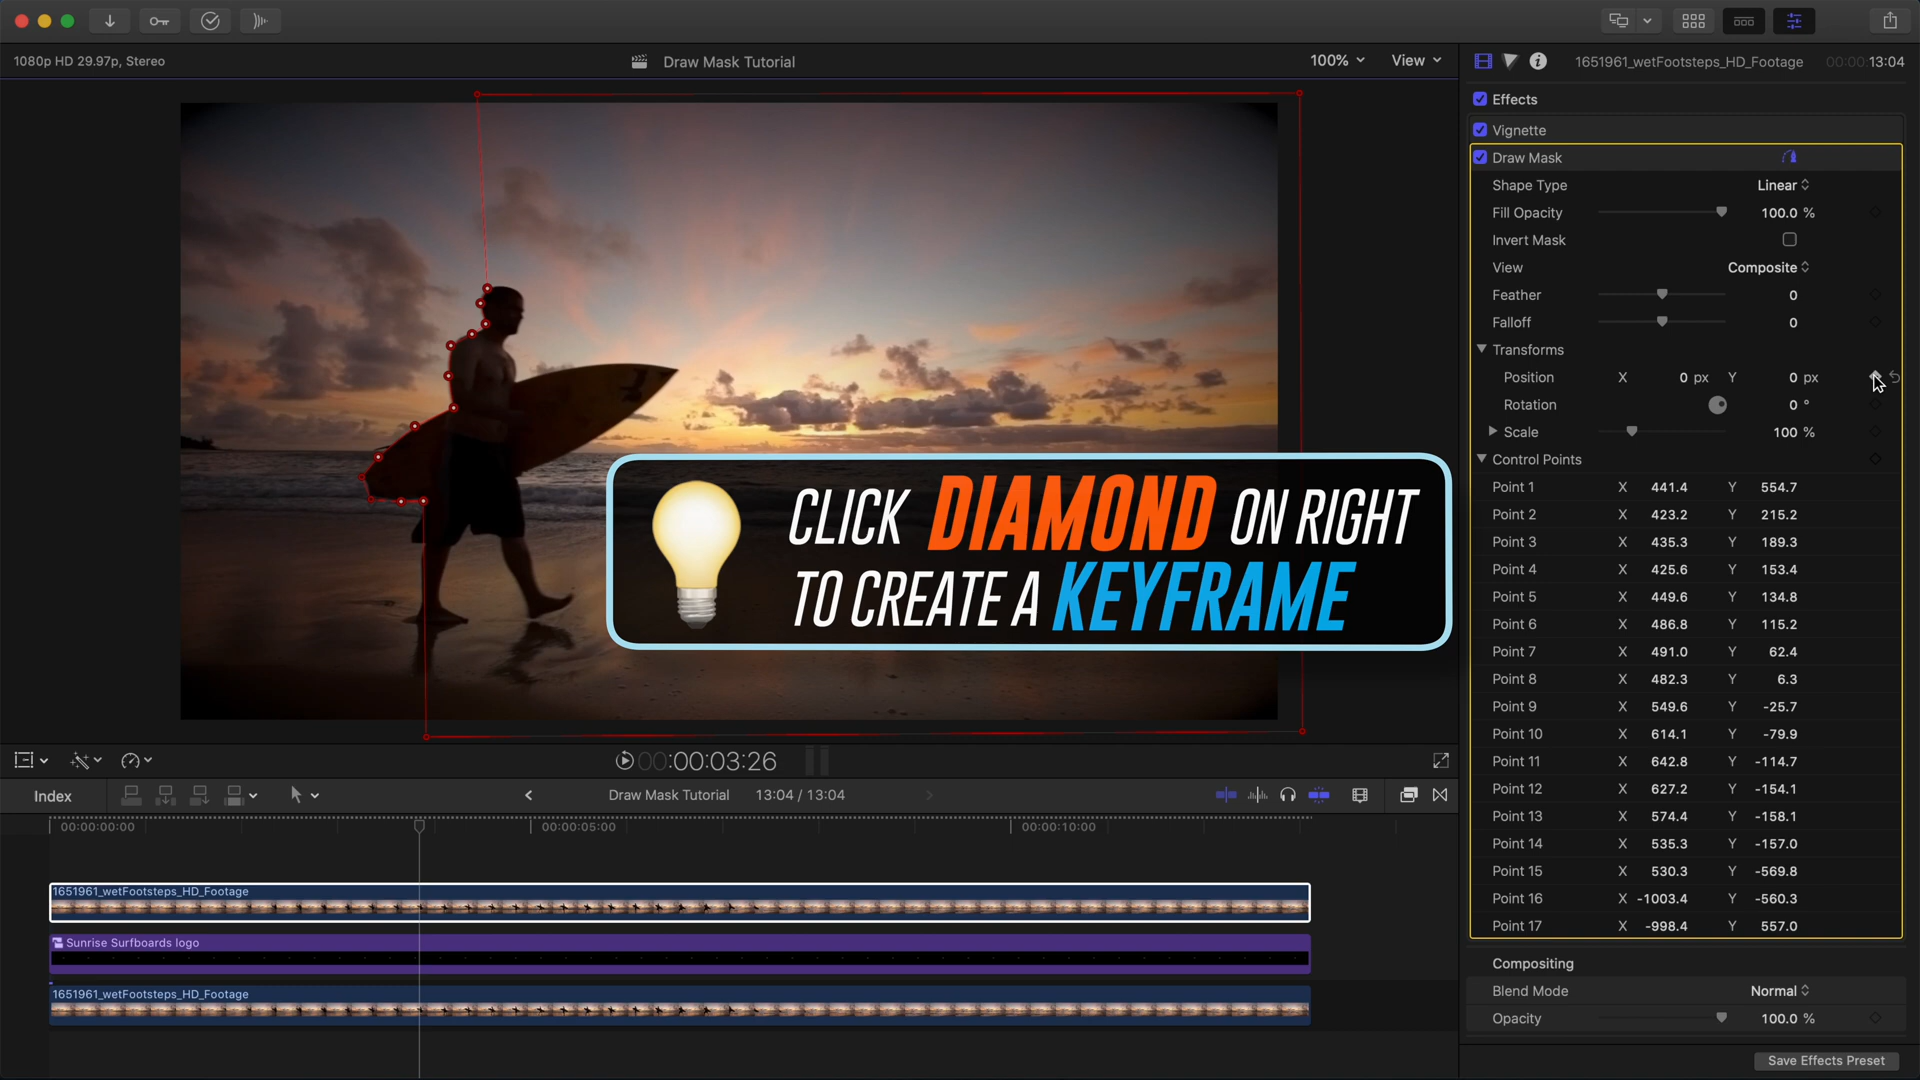 1080p HD 29.97p, Stereo
Draw Mask Tutorial
100%
View
1651961_wetFootsteps_HD_Footage
00:00:13:04
Effects
Vignette
Draw Mask
Shape Type Linear
Fill Opacity 100.0 %
Invert Mask
View Composite
Feather 0
Falloff 0
Transforms
Position X 0 px Y 0 px
Rotation 0 °
Scale 100 %
Control Points
Point 1 X 441.4 Y 554.7
Point 2 X 423.2 Y 215.2
Point 3 X 435.3 Y 189.3
Point 4 X 425.6 Y 153.4
Point 5 X 449.6 Y 134.8
Point 6 X 486.8 Y 115.2
Point 7 X 491.0 Y 62.4
Point 8 X 482.3 Y 6.3
Point 9 X 549.6 Y -25.7
Point 10 X 614.1 Y -79.9
Point 11 X 642.8 Y -114.7
Point 12 X 627.2 Y -154.1
Point 13 X 574.4 Y -158.1
Point 14 X 535.3 Y -157.0
Point 15 X 530.3 Y -569.8
Point 16 X -1003.4 Y -560.3
Point 17 X -998.4 Y 557.0
Compositing
Blend Mode Normal
Opacity 100.0 %
Save Effects Preset
CLICK DIAMOND ON RIGHT
TO CREATE A KEYFRAME
00:00:03:26
Index
Draw Mask Tutorial
13:04 / 13:04
00:00:00:00
00:00:05:00
00:00:10:00
1651961_wetFootsteps_HD_Footage
Sunrise Surfboards logo
1651961_wetFootsteps_HD_Footage